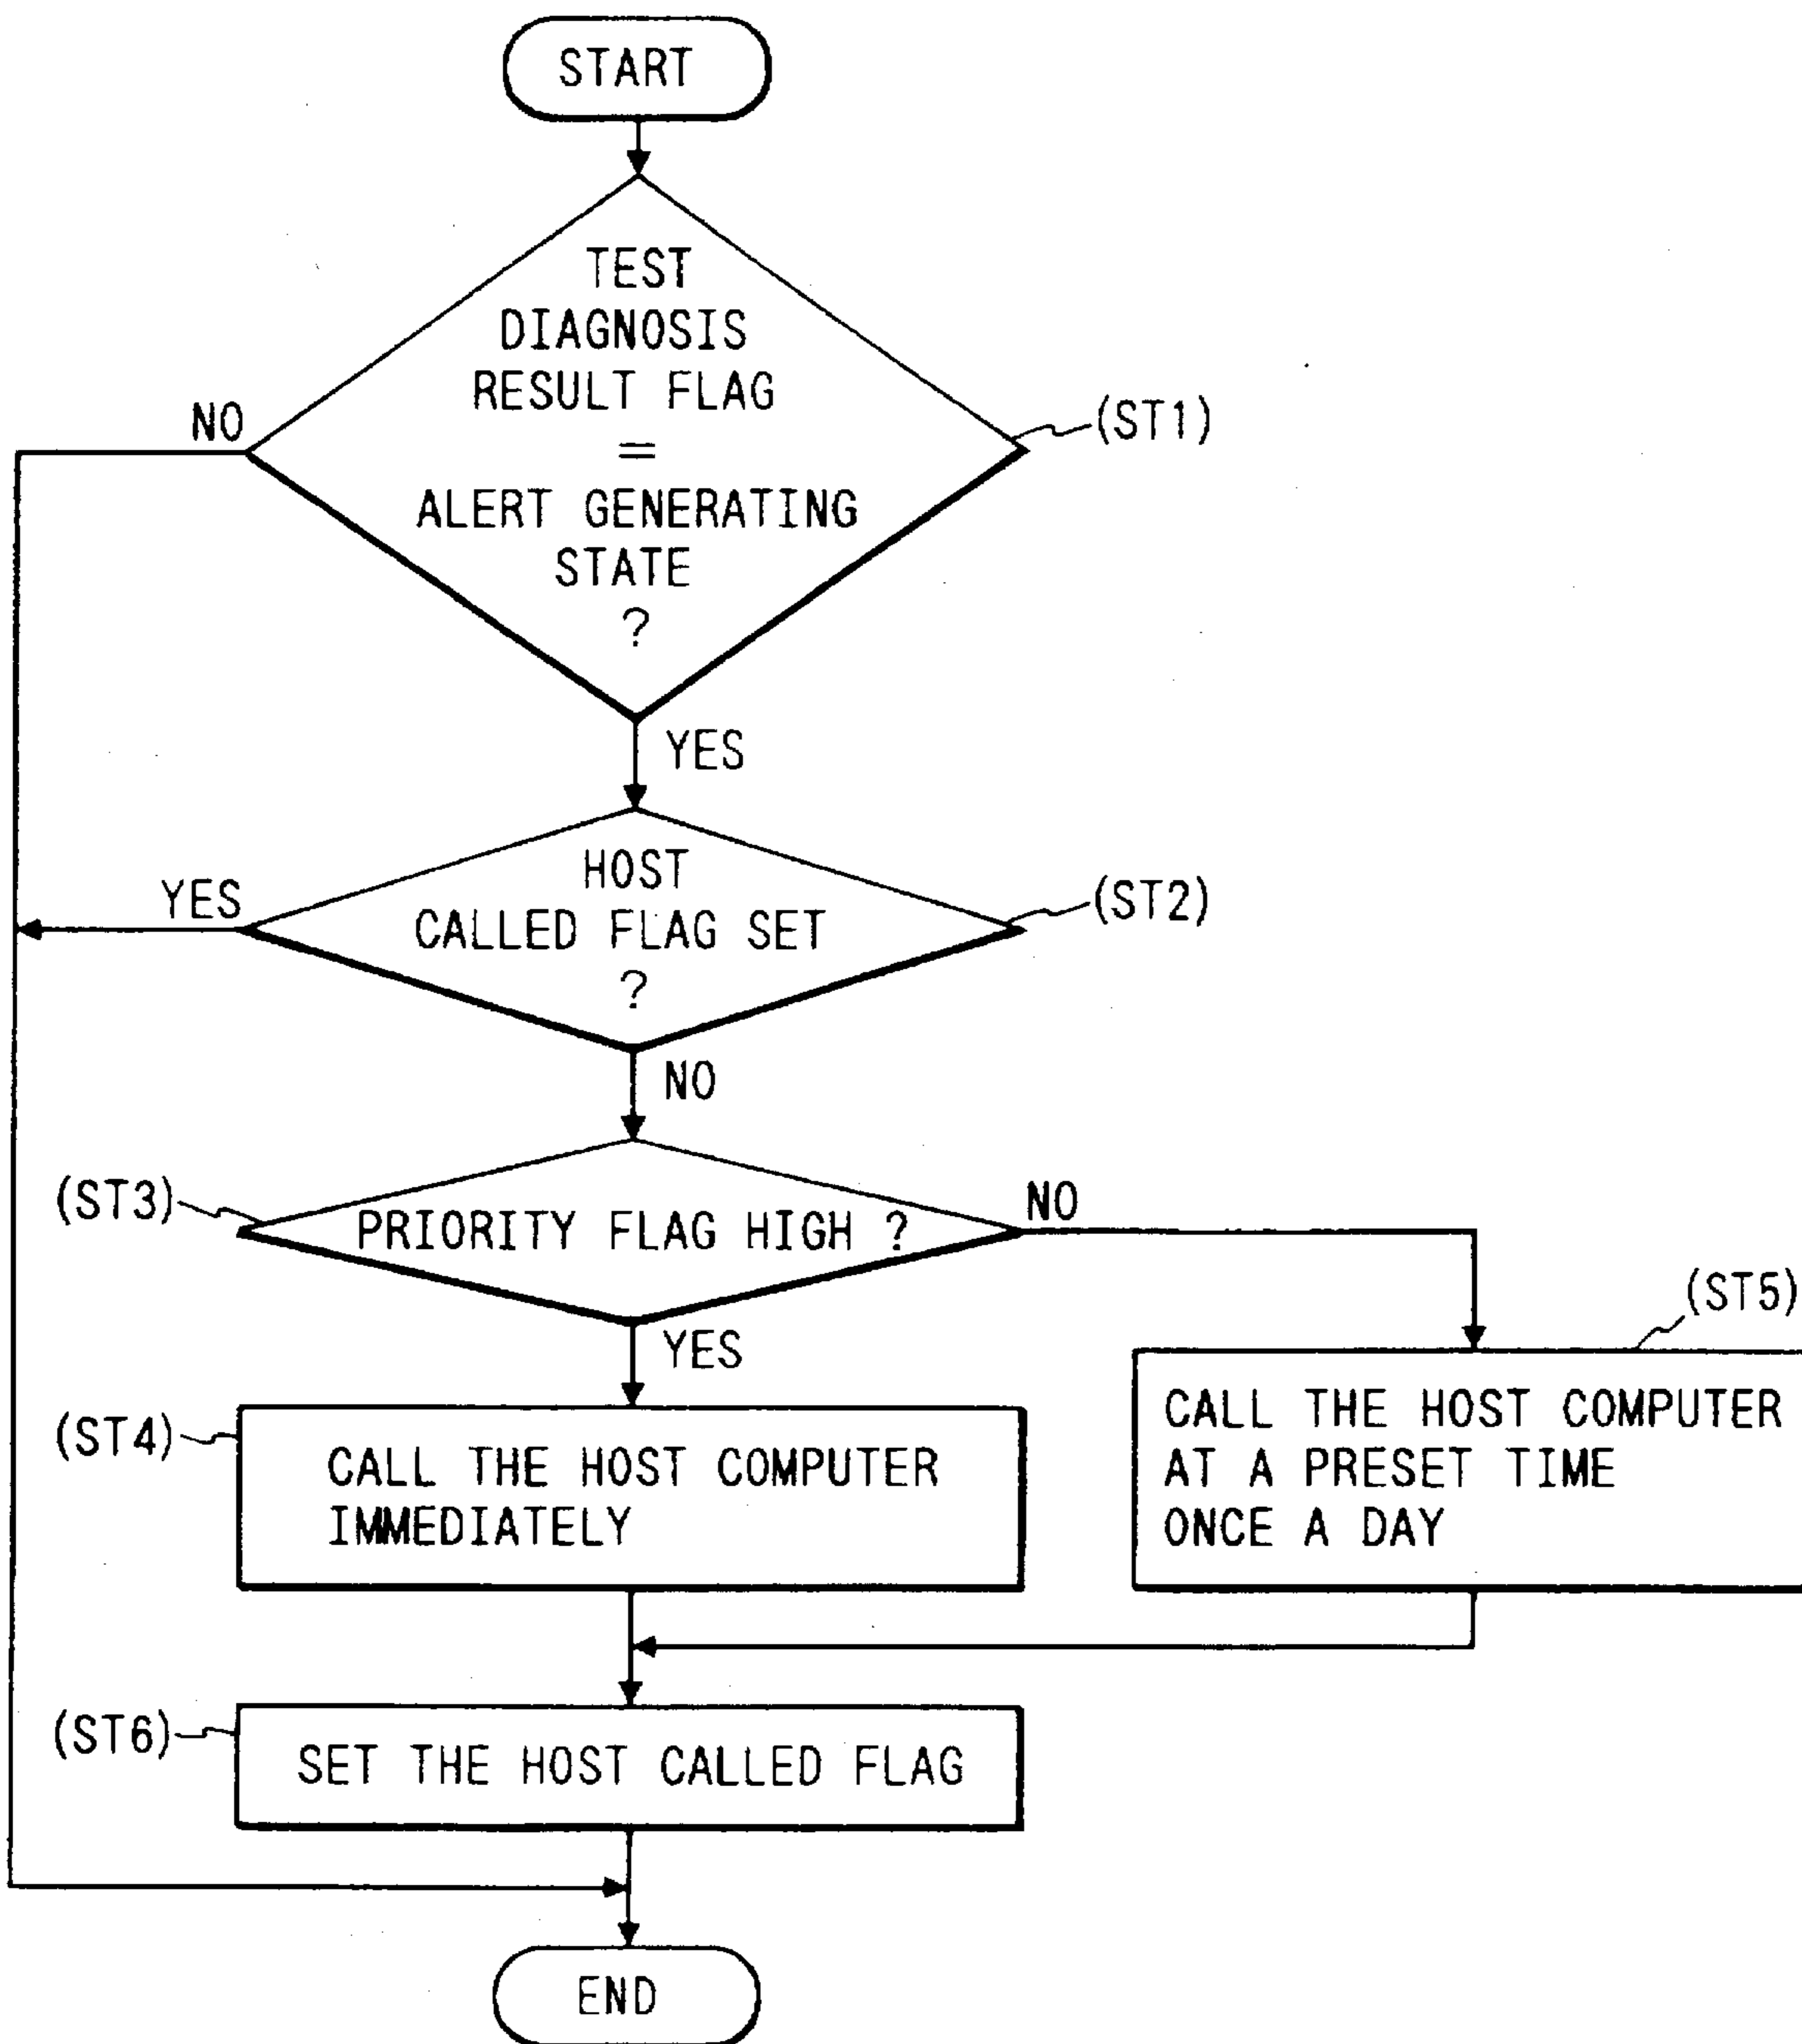 START
TEST
DIAGNOSIS
RESULT FLAG
=
ALERT GENERATING
STATE
?
NO
(ST1)
YES
HOST
CALLED FLAG SET
?
YES
(ST2)
NO
(ST3)
PRIORITY FLAG HIGH ?
NO
YES
(ST5)
CALL THE HOST COMPUTER
AT A PRESET TIME
ONCE A DAY
(ST4)
CALL THE HOST COMPUTER
IMMEDIATELY
(ST6)
SET THE HOST CALLED FLAG
END